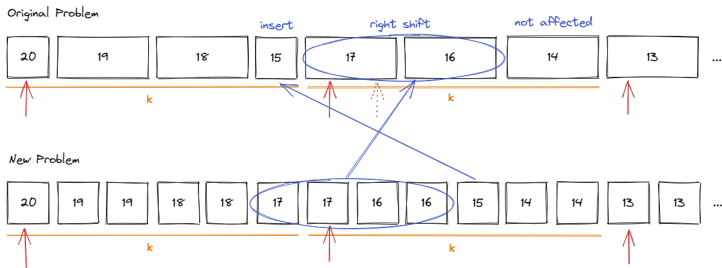 Original Problem
insert right shift not affected
20 19 18 15 17 16 14 13 ...
k k
New Problem
20 19 19 18 18 17 17 16 16 15 14 14 13 13 ...
k k